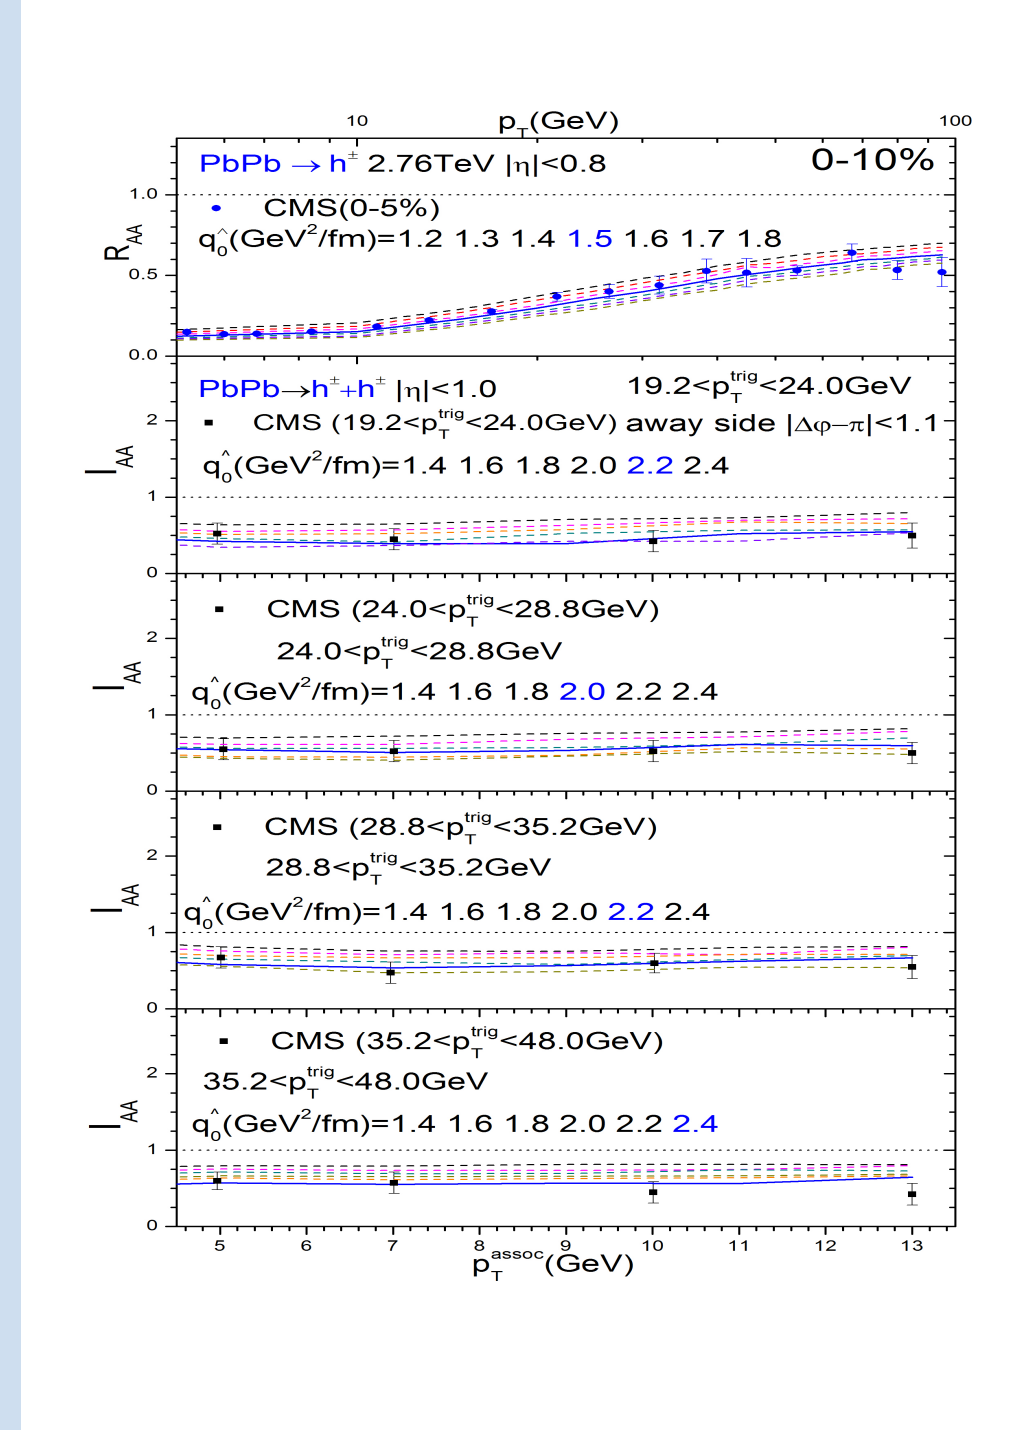 10 p_T(GeV) 100
PbPb → h^± 2.76TeV |η|<0.8 0-10%
CMS(0-5%)
q̂_0(GeV²/fm)=1.2 1.3 1.4 1.5 1.6 1.7 1.8
R_AA
1.0
0.5
0.0
PbPb→h^±+h^± |η|<1.0 19.2<p_T^trig<24.0GeV
CMS (19.2<p_T^trig<24.0GeV) away side |Δφ−π|<1.1
q̂_0(GeV²/fm)=1.4 1.6 1.8 2.0 2.2 2.4
I_AA
2
1
0
CMS (24.0<p_T^trig<28.8GeV)
24.0<p_T^trig<28.8GeV
q̂_0(GeV²/fm)=1.4 1.6 1.8 2.0 2.2 2.4
I_AA
2
1
0
CMS (28.8<p_T^trig<35.2GeV)
28.8<p_T^trig<35.2GeV
q̂_0(GeV²/fm)=1.4 1.6 1.8 2.0 2.2 2.4
I_AA
2
1
0
CMS (35.2<p_T^trig<48.0GeV)
35.2<p_T^trig<48.0GeV
q̂_0(GeV²/fm)=1.4 1.6 1.8 2.0 2.2 2.4
I_AA
2
1
0
5 6 7 8 9 10 11 12 13
p_T^assoc(GeV)